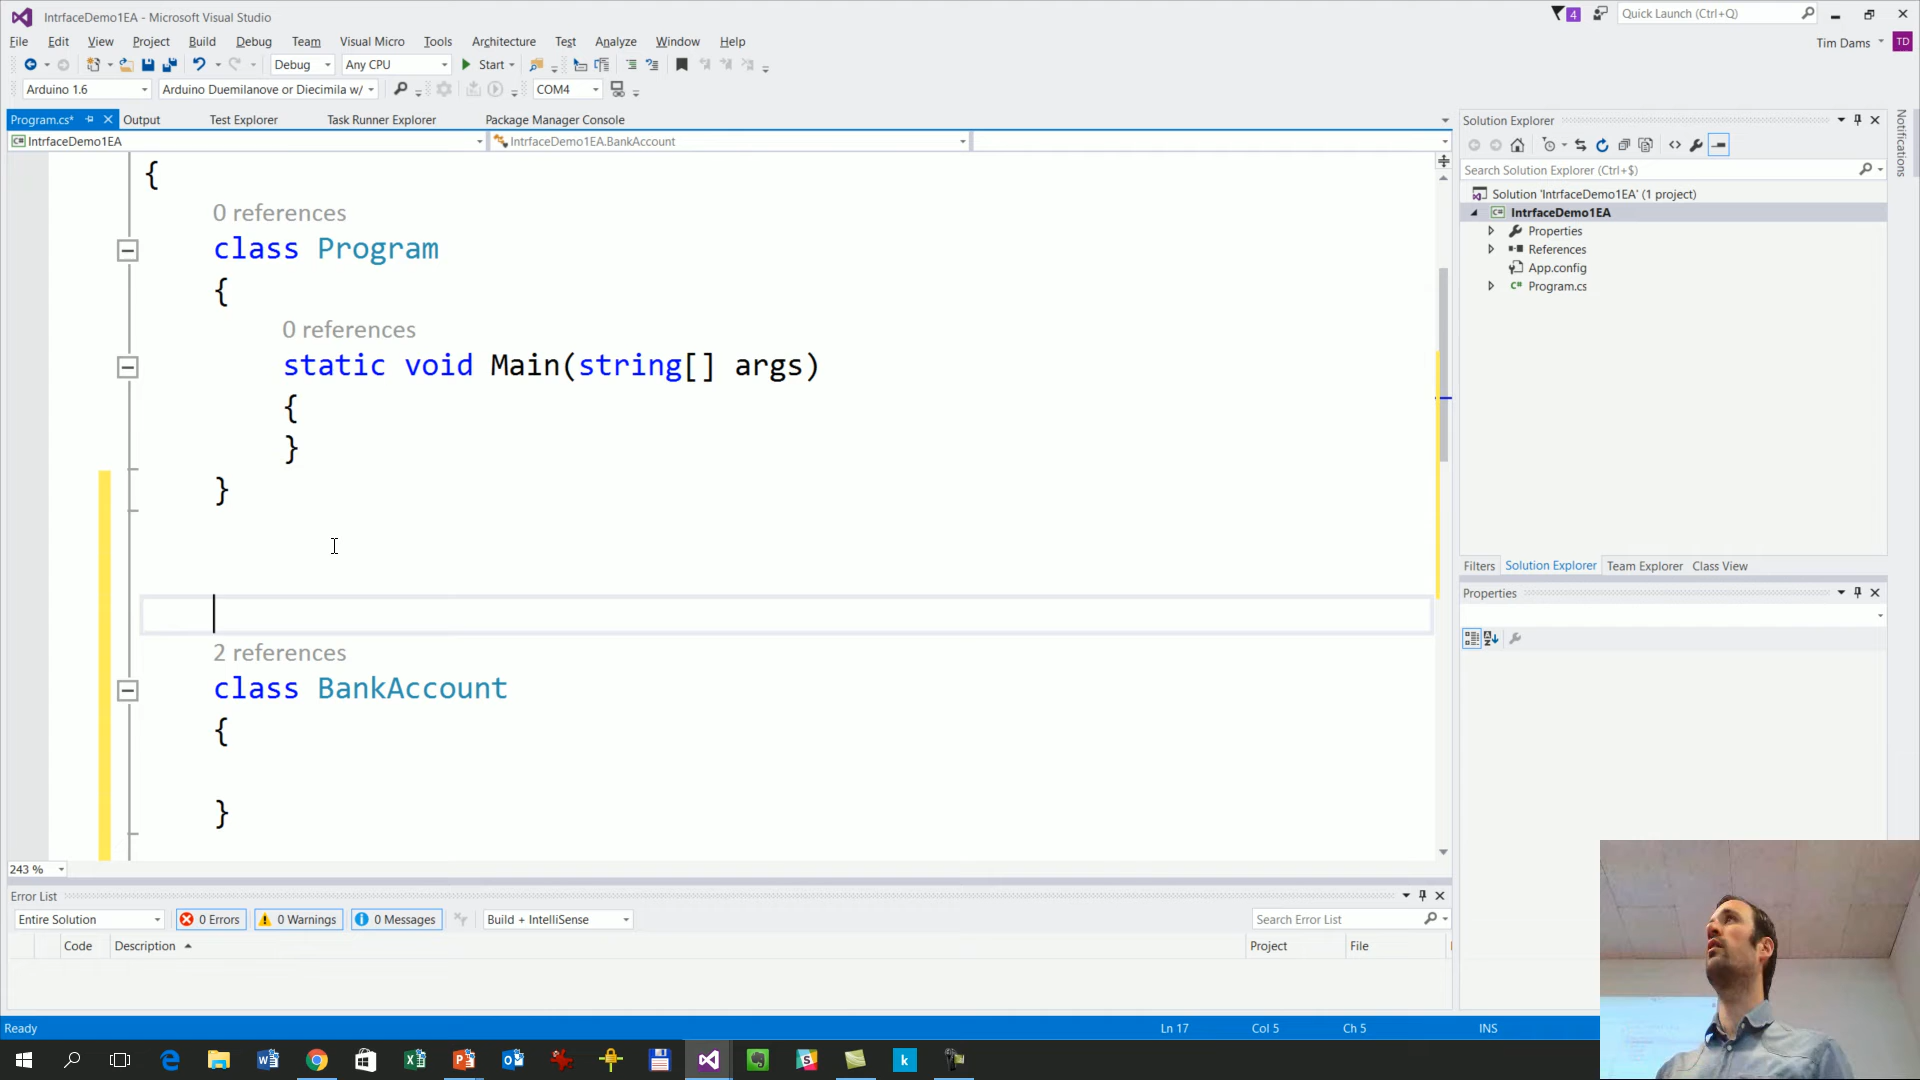 IntrfaceDemo1EA - Microsoft Visual Studio
4
Quick Launch (Ctrl+Q)
File Edit View Project Build Debug Team Visual Micro Tools Architecture Test Analyze Window Help
Tim Dams TD
Debug Any CPU Start
Arduino 1.6 Arduino Duemilanove or Diecimila w/ COM4
Program.cs* Output Test Explorer Task Runner Explorer Package Manager Console
IntrfaceDemo1EA IntrfaceDemo1EA.BankAccount
{
0 references
class Program
{
0 references
static void Main(string[] args)
{
}
}
2 references
class BankAccount
{
}
243 %
Solution Explorer
Search Solution Explorer (Ctrl+$)
Solution 'IntrfaceDemo1EA' (1 project)
IntrfaceDemo1EA
Properties
References
App.config
C# Program.cs
Filters Solution Explorer Team Explorer Class View
Properties
Notifications
Error List
Entire Solution 0 Errors 0 Warnings 0 Messages Build + IntelliSense Search Error List
Code Description Project File
Ready Ln 17 Col 5 Ch 5 INS